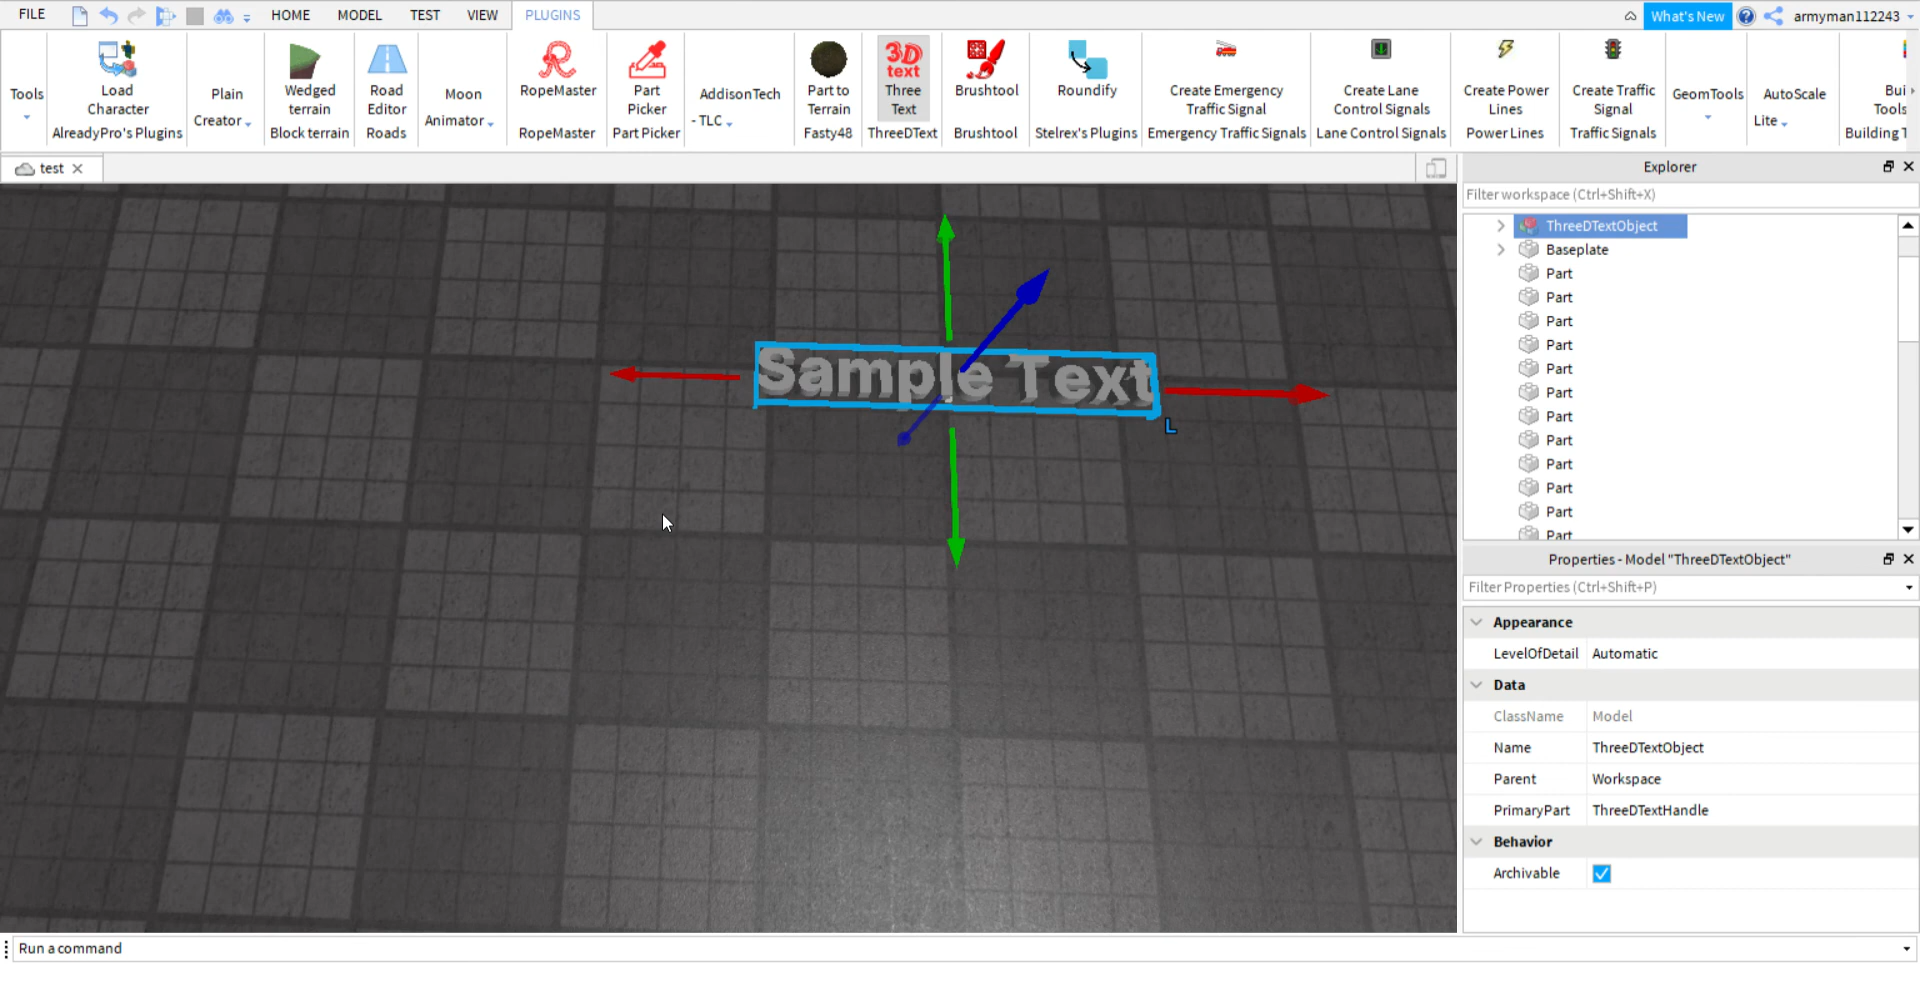 FILE
HOME
MODEL
TEST
VIEW
PLUGINS
What's New
armyman112243
Tools
Load
Character
AlreadyPro's Plugins
Plain
Creator
Wedged
terrain
Block terrain
Road
Editor
Roads
Moon
Animator
RopeMaster
RopeMaster
Part
Picker
Part Picker
AddisonTech
- TLC
Part to
Terrain
Fasty48
3D
text
Three
Text
ThreeDText
Brushtool
Brushtool
Roundify
Stelrex's Plugins
Create Emergency
Traffic Signal
Emergency Traffic Signals
Create Lane
Control Signals
Lane Control Signals
Create Power
Lines
Power Lines
Create Traffic
Signal
Traffic Signals
GeomTools
AutoScale
Lite
Bui
Tools
Building T
test
Explorer
Filter workspace (Ctrl+Shift+X)
ThreeDTextObject
Baseplate
Part
Part
Part
Part
Part
Part
Part
Part
Part
Part
Part
Part
Sample Text
L
Properties - Model "ThreeDTextObject"
Filter Properties (Ctrl+Shift+P)
Appearance
LevelOfDetail Automatic
Data
ClassName Model
Name ThreeDTextObject
Parent Workspace
PrimaryPart ThreeDTextHandle
Behavior
Archivable
Run a command